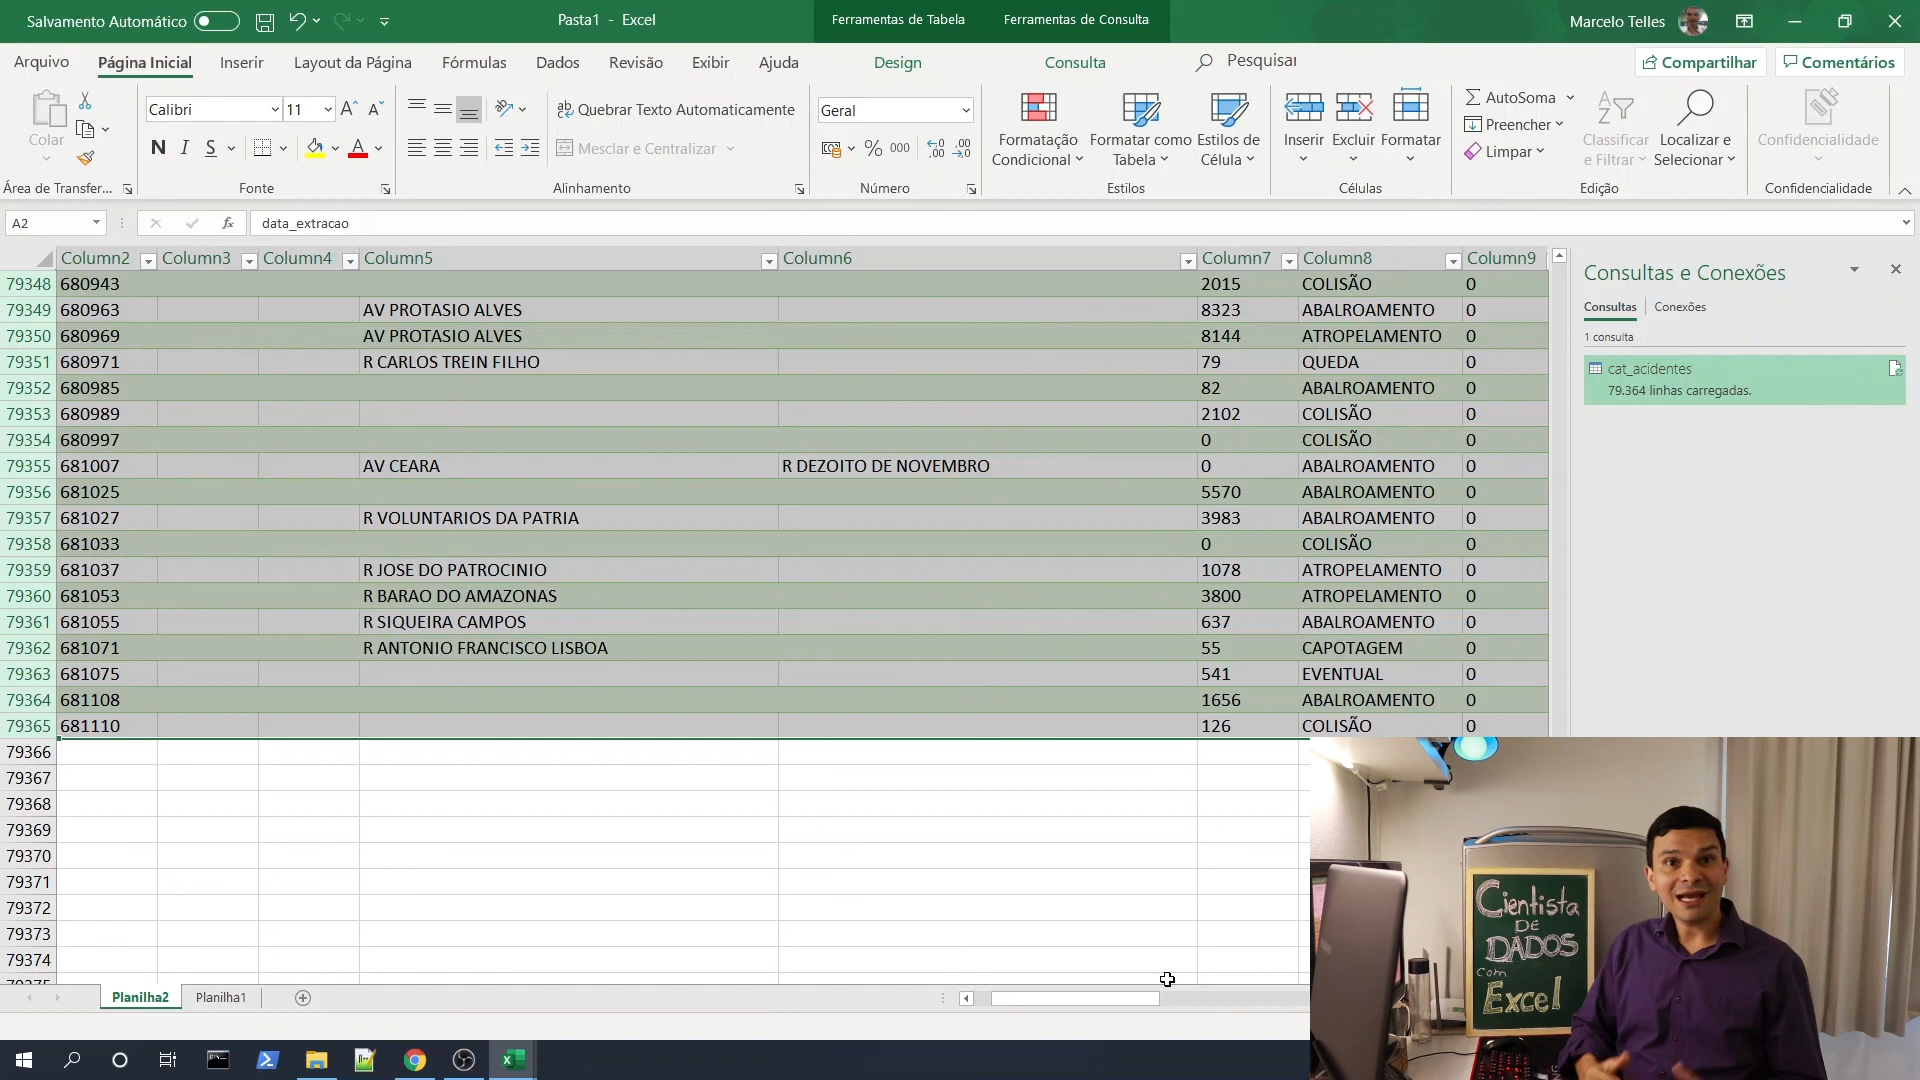 Salvamento Automático
Pasta1 - Excel
Ferramentas de Tabela
Ferramentas de Consulta
Marcelo Telles
Arquivo
Página Inicial
Inserir
Layout da Página
Fórmulas
Dados
Revisão
Exibir
Ajuda
Design
Consulta
Pesquisar
Compartilhar
Comentários
Colar
Área de Transfer...
Calibri
11
N I S
Fonte
Quebrar Texto Automaticamente
Mesclar e Centralizar
Alinhamento
Geral
% 000
Número
Formatação Condicional
Formatar como Tabela
Estilos de Célula
Estilos
Inserir
Excluir
Formatar
Células
AutoSoma
Preencher
Limpar
Classificar e Filtrar
Localizar e Selecionar
Edição
Confidencialidade
Confidencialidade
A2
fx
data_extracao
Column2 Column3 Column4 Column5 Column6 Column7 Column8 Column9
79348 680943 2015 COLISÃO 0
79349 680963 AV PROTASIO ALVES 8323 ABALROAMENTO 0
79350 680969 AV PROTASIO ALVES 8144 ATROPELAMENTO 0
79351 680971 R CARLOS TREIN FILHO 79 QUEDA 0
79352 680985 82 ABALROAMENTO 0
79353 680989 2102 COLISÃO 0
79354 680997 0 COLISÃO 0
79355 681007 AV CEARA R DEZOITO DE NOVEMBRO 0 ABALROAMENTO 0
79356 681025 5570 ABALROAMENTO 0
79357 681027 R VOLUNTARIOS DA PATRIA 3983 ABALROAMENTO 0
79358 681033 0 COLISÃO 0
79359 681037 R JOSE DO PATROCINIO 1078 ATROPELAMENTO 0
79360 681053 R BARAO DO AMAZONAS 3800 ATROPELAMENTO 0
79361 681055 R SIQUEIRA CAMPOS 637 ABALROAMENTO 0
79362 681071 R ANTONIO FRANCISCO LISBOA 55 CAPOTAGEM 0
79363 681075 541 EVENTUAL 0
79364 681108 1656 ABALROAMENTO 0
79365 681110 126 COLISÃO 0
79366
79367
79368
79369
79370
79371
79372
79373
79374
79375
Consultas e Conexões
Consultas
Conexões
1 consulta
cat_acidentes
79.364 linhas carregadas.
Planilha2
Planilha1
Cientista
DE
DADOS
com
Excel